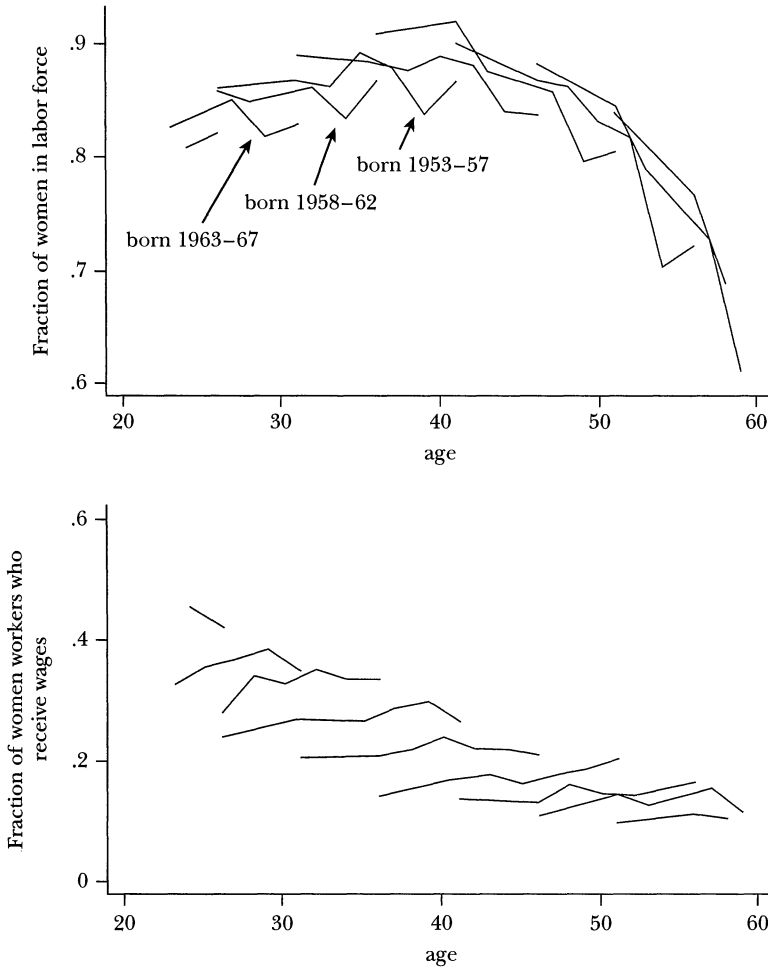 Fraction of women in labor force
.9
.8
.7
.6
born 1953–57
born 1958–62
born 1963–67
20 30 40 50 60
age
Fraction of women workers who
receive wages
.6
.4
.2
0
20 30 40 50 60
age